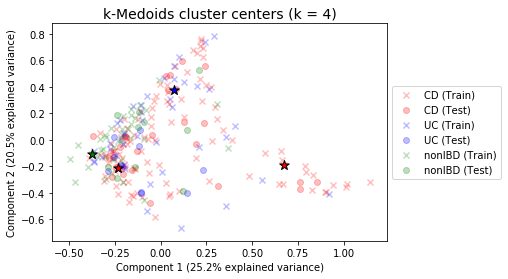 k-Medoids cluster centers (k = 4)
0.8
0.6
0.4
0.2
0.0
−0.2
−0.4
−0.6
Component 2 (20.5% explained variance)
−0.50 −0.25 0.00 0.25 0.50 0.75 1.00
Component 1 (25.2% explained variance)
CD (Train)
CD (Test)
UC (Train)
UC (Test)
nonIBD (Train)
nonIBD (Test)